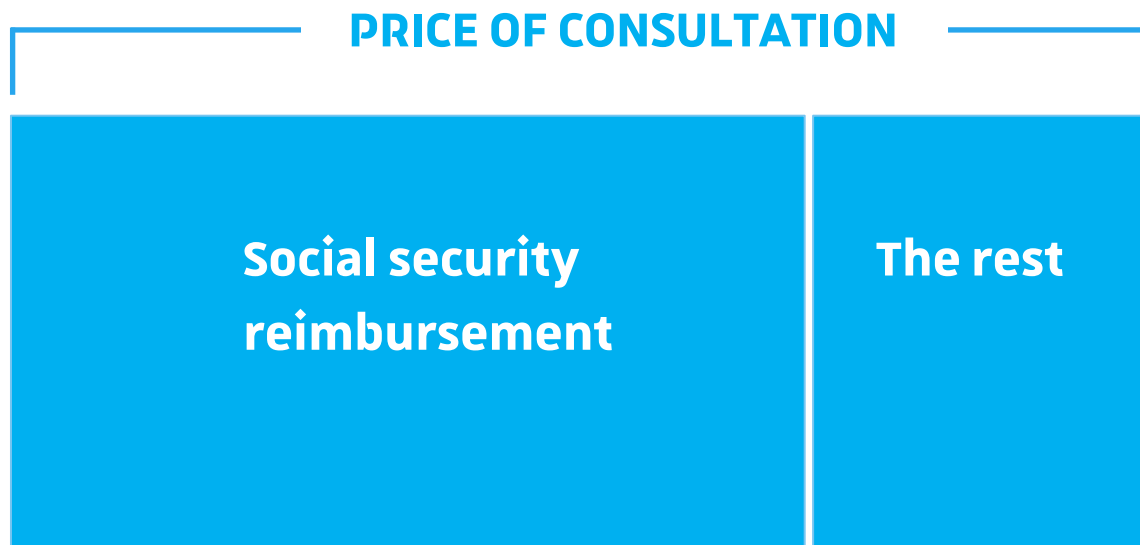 PRICE OF CONSULTATION
Social security
reimbursement
The rest